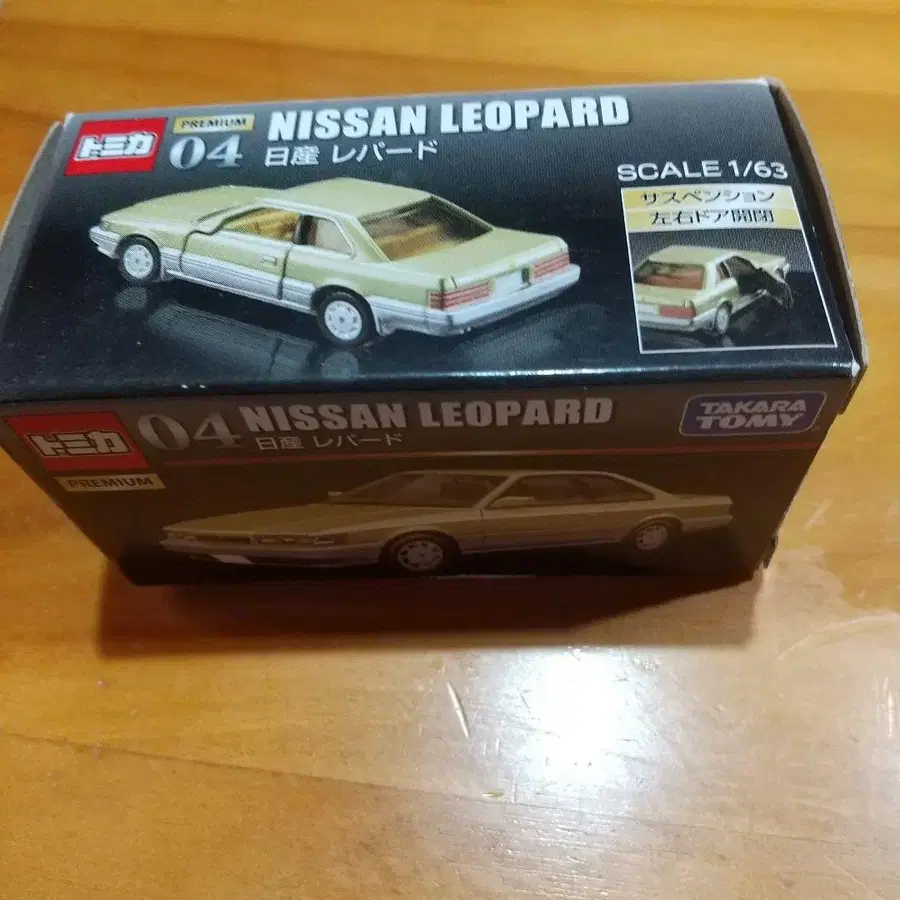 トミカ
PREMIUM
04
NISSAN LEOPARD
日産 レパード
SCALE 1/63
サスペンション
左右ドア開閉
トミカ
PREMIUM
04
NISSAN LEOPARD
日産 レパード
TAKARA TOMY